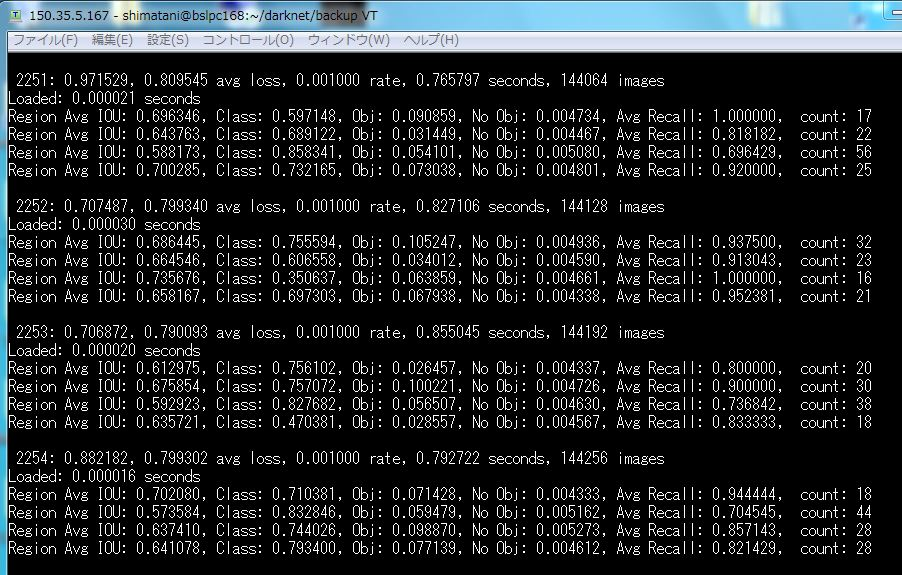 150.35.5.167 - shimatani@bslpc168:~/darknet/backup VT
ファイル(F) 編集(E) 設定(S) コントロール(O) ウィンドウ(W) ヘルプ(H)
2251: 0.971529, 0.809545 avg loss, 0.001000 rate, 0.765797 seconds, 144064 images
Loaded: 0.000021 seconds
Region Avg IOU: 0.696346, Class: 0.597148, Obj: 0.090859, No Obj: 0.004734, Avg Recall: 1.000000, count: 17
Region Avg IOU: 0.643763, Class: 0.689122, Obj: 0.031449, No Obj: 0.004467, Avg Recall: 0.818182, count: 22
Region Avg IOU: 0.588173, Class: 0.858341, Obj: 0.054101, No Obj: 0.005080, Avg Recall: 0.696429, count: 56
Region Avg IOU: 0.700285, Class: 0.732165, Obj: 0.073038, No Obj: 0.004801, Avg Recall: 0.920000, count: 25
2252: 0.707487, 0.799340 avg loss, 0.001000 rate, 0.827106 seconds, 144128 images
Loaded: 0.000030 seconds
Region Avg IOU: 0.686445, Class: 0.755594, Obj: 0.105247, No Obj: 0.004936, Avg Recall: 0.937500, count: 32
Region Avg IOU: 0.664546, Class: 0.606558, Obj: 0.034012, No Obj: 0.004590, Avg Recall: 0.913043, count: 23
Region Avg IOU: 0.735676, Class: 0.350637, Obj: 0.063859, No Obj: 0.004661, Avg Recall: 1.000000, count: 16
Region Avg IOU: 0.658167, Class: 0.697303, Obj: 0.067938, No Obj: 0.004338, Avg Recall: 0.952381, count: 21
2253: 0.706872, 0.790093 avg loss, 0.001000 rate, 0.855045 seconds, 144192 images
Loaded: 0.000020 seconds
Region Avg IOU: 0.612975, Class: 0.756102, Obj: 0.026457, No Obj: 0.004337, Avg Recall: 0.800000, count: 20
Region Avg IOU: 0.675854, Class: 0.757072, Obj: 0.100221, No Obj: 0.004726, Avg Recall: 0.900000, count: 30
Region Avg IOU: 0.592923, Class: 0.827682, Obj: 0.056507, No Obj: 0.004630, Avg Recall: 0.736842, count: 38
Region Avg IOU: 0.635721, Class: 0.470381, Obj: 0.028557, No Obj: 0.004567, Avg Recall: 0.833333, count: 18
2254: 0.882182, 0.799302 avg loss, 0.001000 rate, 0.792722 seconds, 144256 images
Loaded: 0.000016 seconds
Region Avg IOU: 0.702080, Class: 0.710381, Obj: 0.071428, No Obj: 0.004333, Avg Recall: 0.944444, count: 18
Region Avg IOU: 0.573584, Class: 0.832846, Obj: 0.059479, No Obj: 0.005162, Avg Recall: 0.704545, count: 44
Region Avg IOU: 0.637410, Class: 0.744026, Obj: 0.098870, No Obj: 0.005273, Avg Recall: 0.857143, count: 28
Region Avg IOU: 0.641078, Class: 0.793400, Obj: 0.077139, No Obj: 0.004612, Avg Recall: 0.821429, count: 28